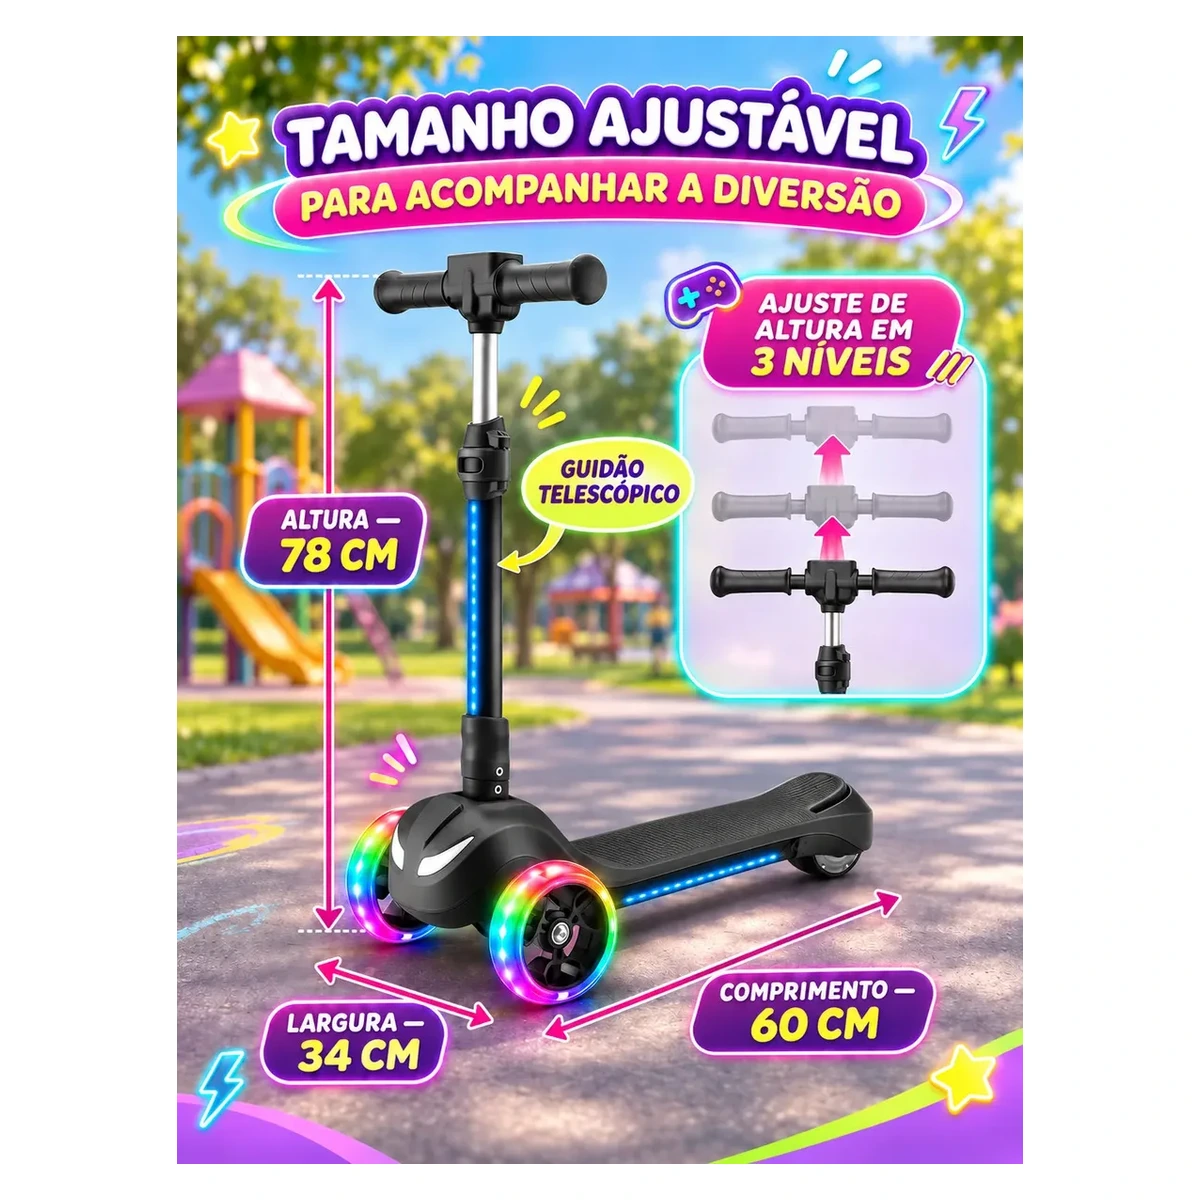 TAMANHO AJUSTÁVEL
PARA ACOMPANHAR A DIVERSÃO
AJUSTE DE
ALTURA EM
3 NÍVEIS
GUIDÃO
TELESCÓPICO
ALTURA —
78 CM
LARGURA —
34 CM
COMPRIMENTO —
60 CM